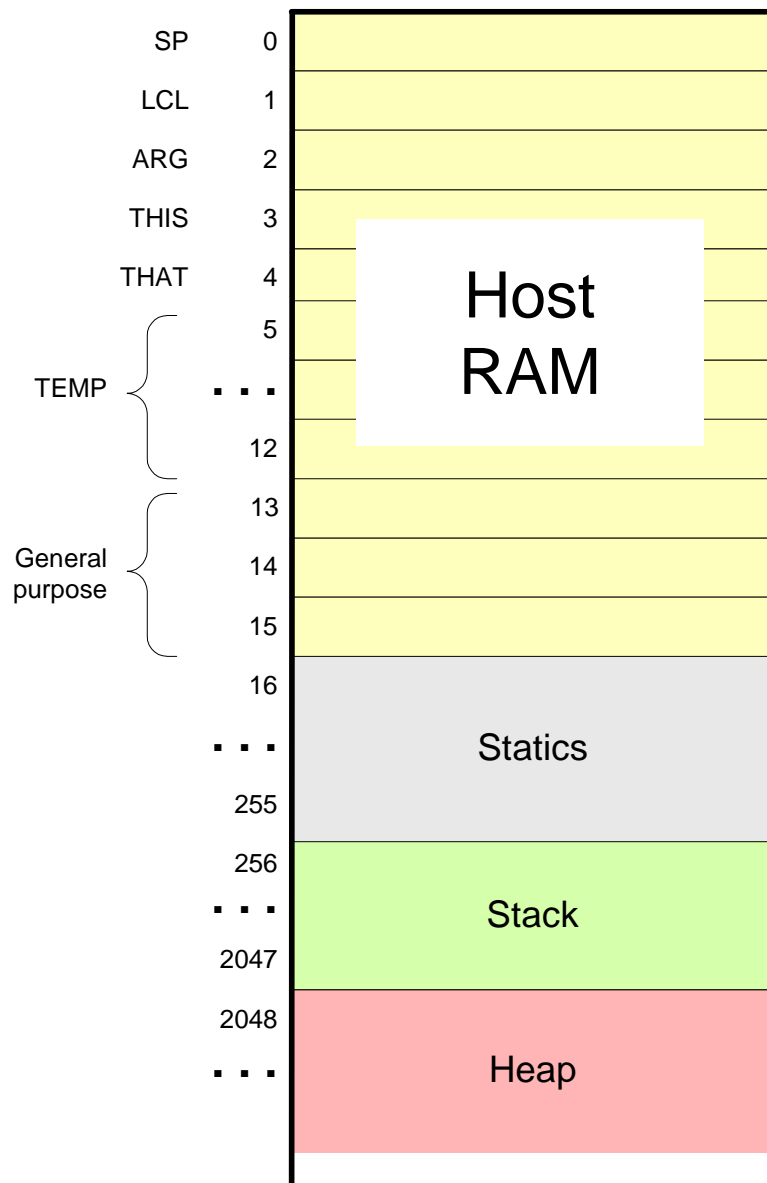 SP 0
LCL 1
ARG 2
THIS 3
THAT 4
5
TEMP . . .
12
13
General
purpose
14
15
16
. . .
255
256
. . .
2047
2048
. . .
Host
RAM
Statics
Stack
Heap